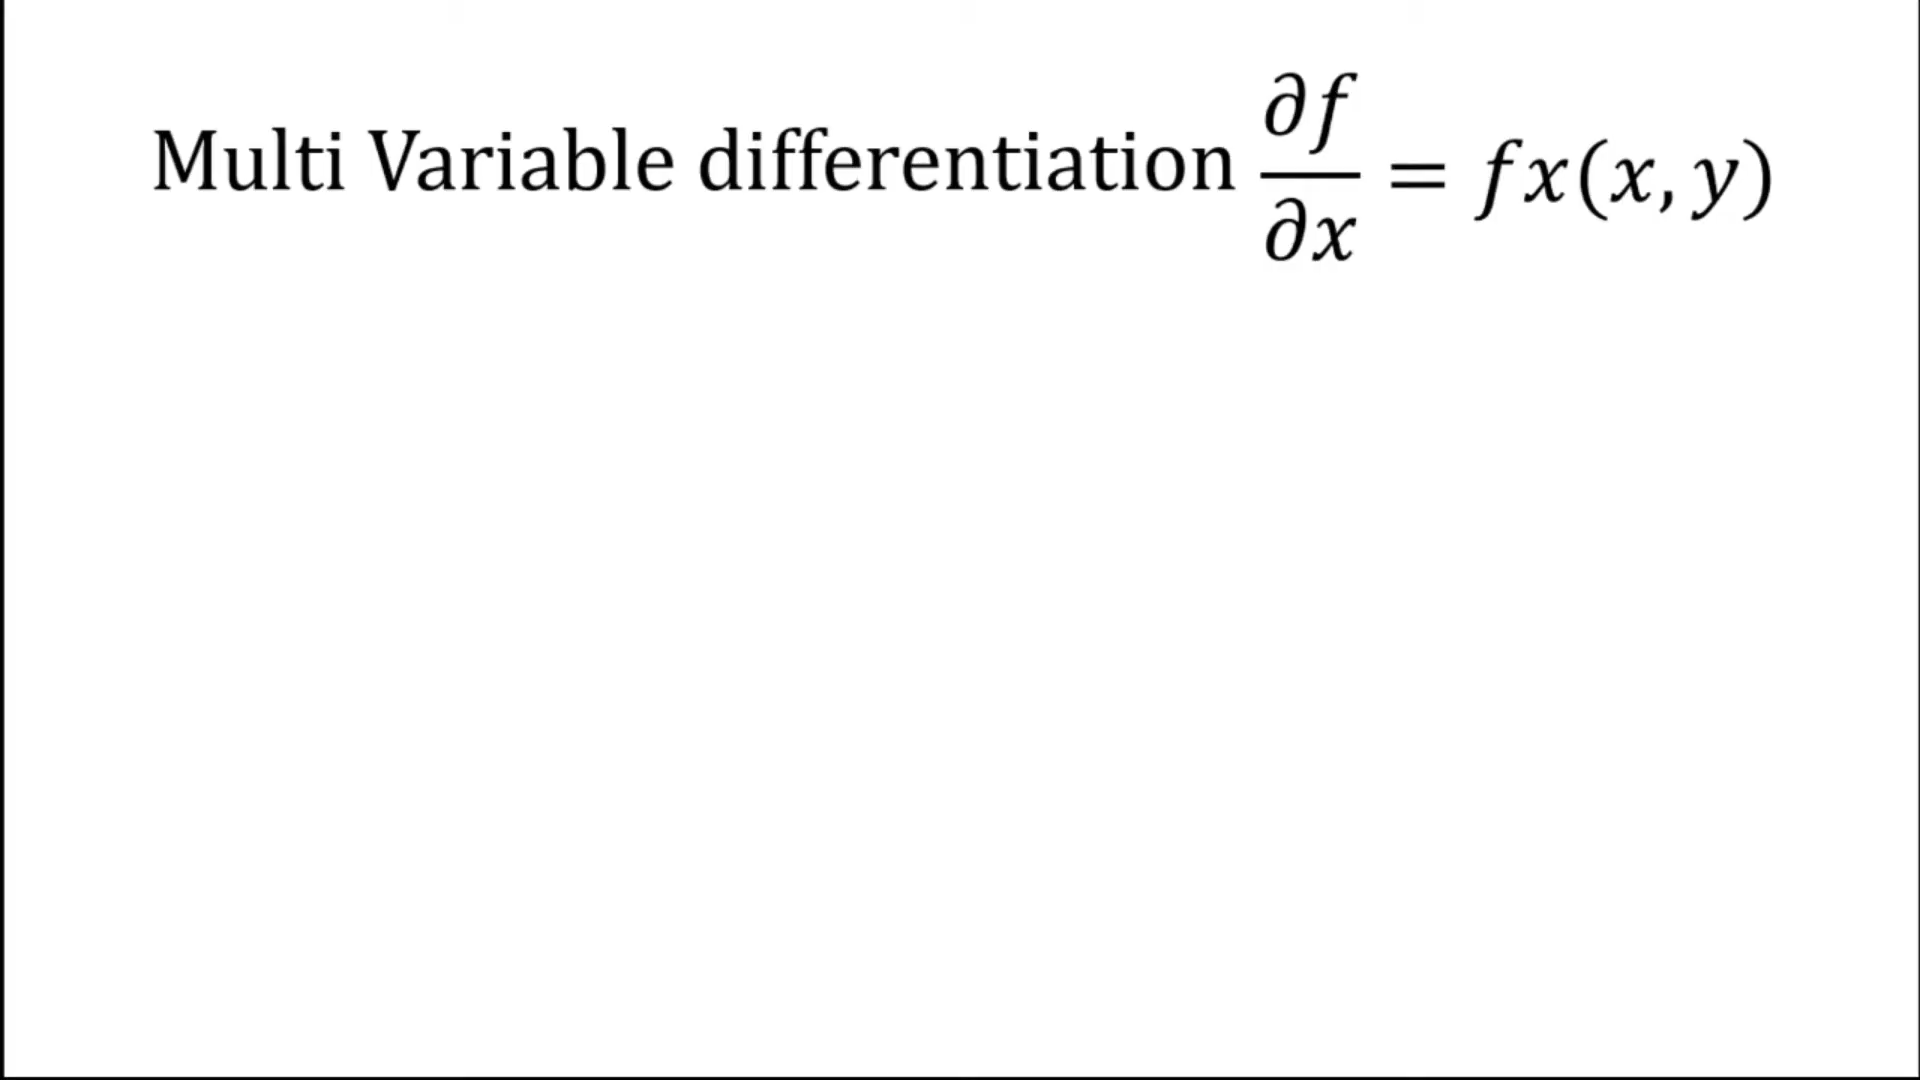 Multi Variable differentiation ∂f/∂x = fx(x, y)